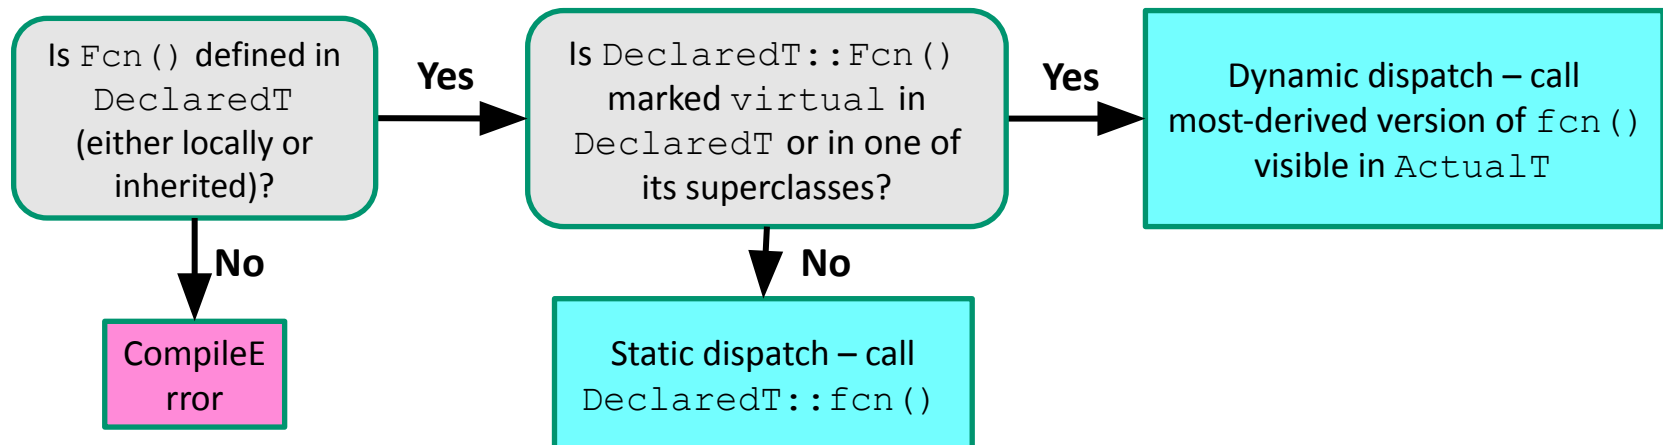 Is Fcn() defined in
DeclaredT
(either locally or
inherited)?
Yes
Is DeclaredT::Fcn()
marked virtual in
DeclaredT or in one of
its superclasses?
Yes
Dynamic dispatch – call
most-derived version of fcn()
visible in ActualT
No
No
CompileE
rror
Static dispatch – call
DeclaredT::fcn()